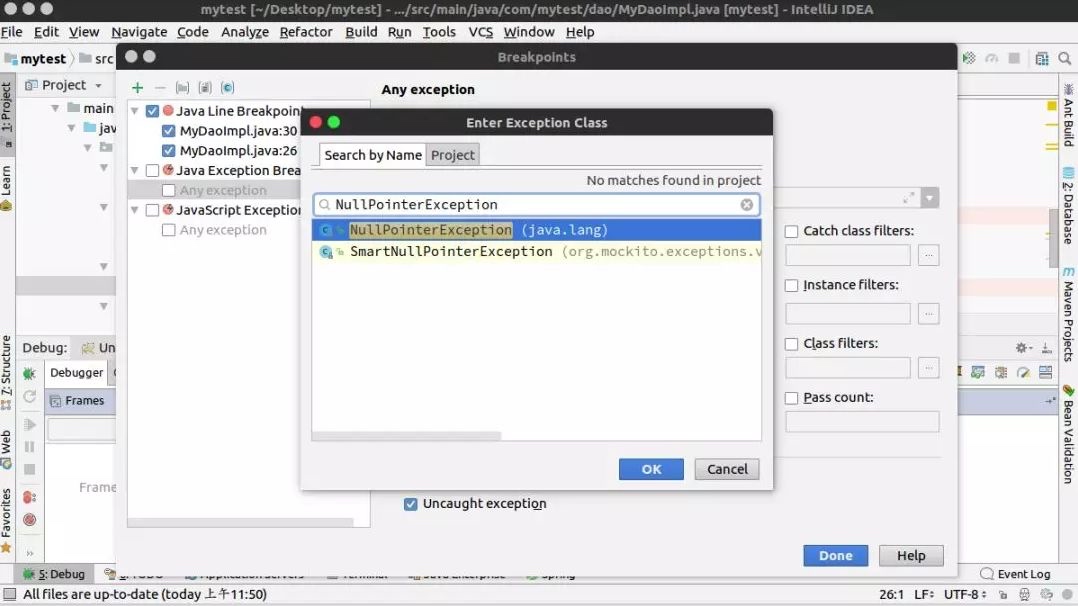 mytest [~/Desktop/mytest] - .../src/main/java/com/mytest/dao/MyDaoImpl.java [mytest] - IntelliJ IDEA
File Edit View Navigate Code Analyze Refactor Build Run Tools VCS Window Help
mytest src
Breakpoints
1: Project
Learn
Z: Structure
Web
Favorites
Project
main
jav
Any exception
Java Line Breakpoin
MyDaoImpl.java:30
MyDaoImpl.java:26
Java Exception Brea
Any exception
JavaScript Exception
Any exception
Enter Exception Class
Search by Name Project
No matches found in project
NullPointerException
NullPointerException (java.lang)
SmartNullPointerException (org.mockito.exceptions.v
OK Cancel
Uncaught exception
Catch class filters:
...
Instance filters:
...
Class filters:
...
Pass count:
Done Help
Ant Build
2: Database
Maven Projects
Bean Validation
Debug: Un
Debugger
Frames
Frame
5: Debug
Event Log
All files are up-to-date (today 上午11:50)
26:1 LF: UTF-8: